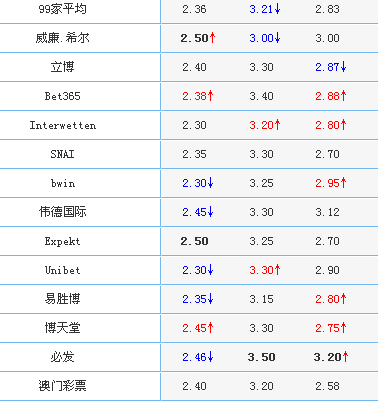 99家平均 2.36 3.21↓ 2.83
威廉.希尔 2.50↑ 3.00↓ 3.00
立博 2.40 3.30 2.87↓
Bet365 2.38↑ 3.40 2.88↑
Interwetten 2.30 3.20↑ 2.80↑
SNAI 2.35 3.30 2.70
bwin 2.30↓ 3.25 2.95↑
伟德国际 2.45↓ 3.30 3.12
Expekt 2.50 3.25 2.70
Unibet 2.30↓ 3.30↑ 2.90
易胜博 2.35↓ 3.15 2.80↑
博天堂 2.45↑ 3.30 2.75↑
必发 2.46↓ 3.50 3.20↑
澳门彩票 2.40 3.20 2.58